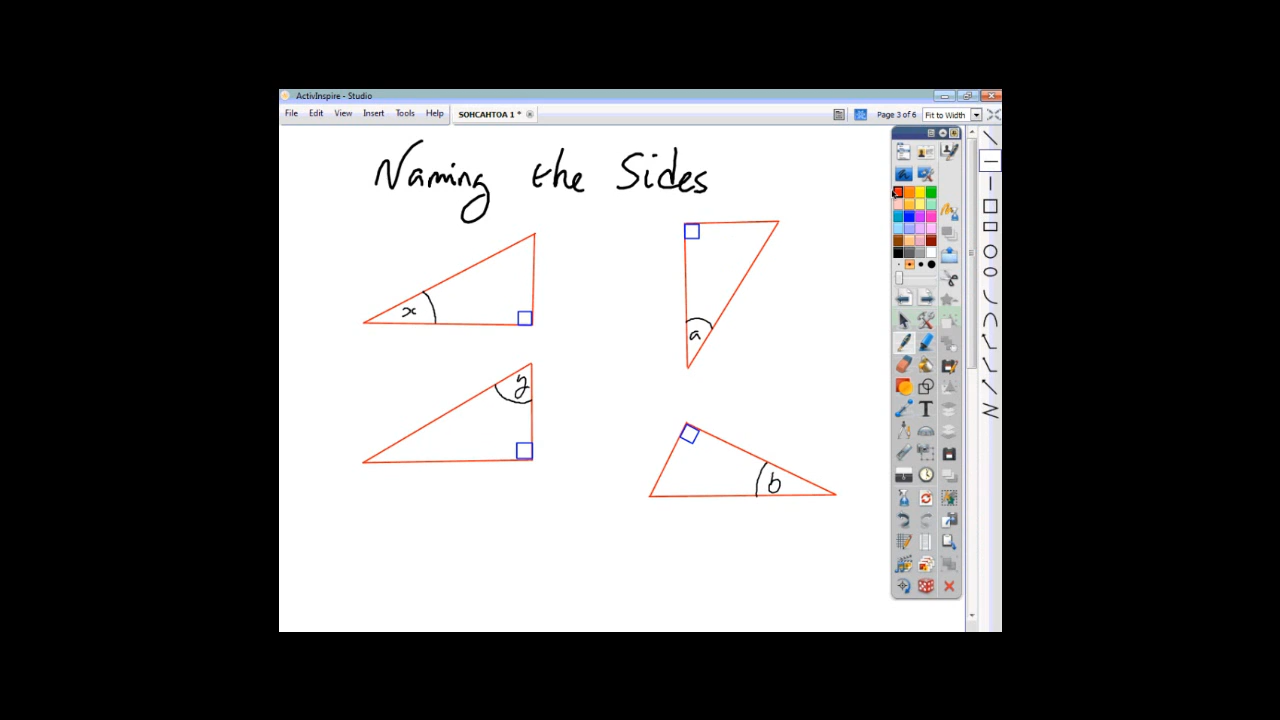 ActivInspire - Studio
File Edit View Insert Tools Help SOHCAHTOA 1 * Page 3 of 6 Fit to Width
Naming the Sides
x
a
y
b